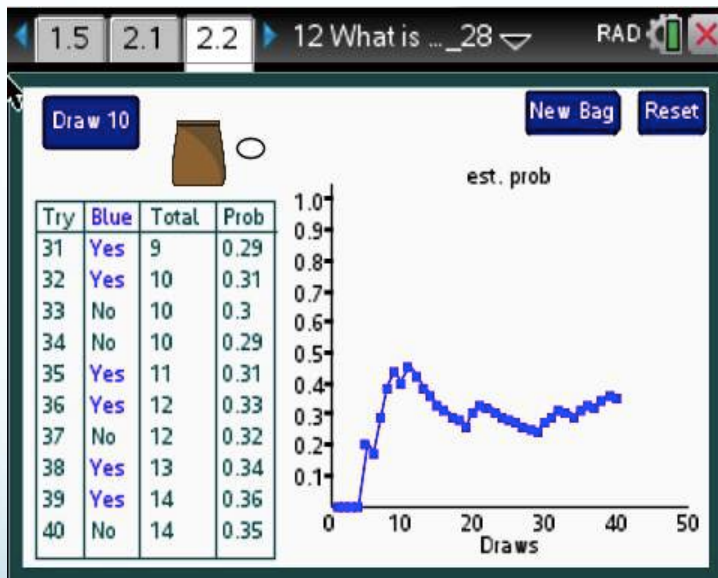 1.5 2.1 2.2 12 What is ..._28 RAD
Draw 10
New Bag Reset
Try Blue Total Prob
31 Yes 9 0.29
32 Yes 10 0.31
33 No 10 0.3
34 No 10 0.29
35 Yes 11 0.31
36 Yes 12 0.33
37 No 12 0.32
38 Yes 13 0.34
39 Yes 14 0.36
40 No 14 0.35
est. prob
1.0
0.9
0.8
0.7
0.6
0.5
0.4
0.3
0.2
0.1
0 10 20 30 40 50
Draws